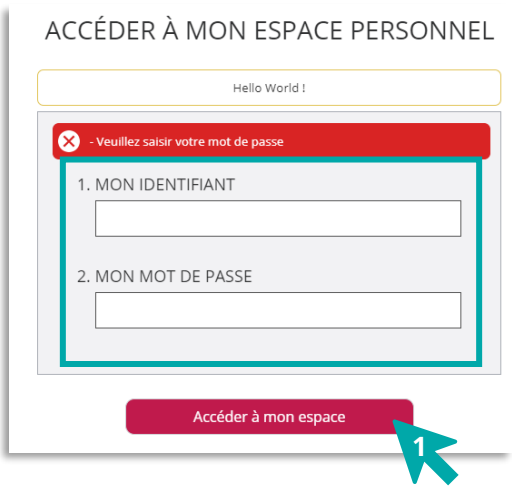 ACCÉDER À MON ESPACE PERSONNEL
Hello World !
- Veuillez saisir votre mot de passe
1. MON IDENTIFIANT
2. MON MOT DE PASSE
Accéder à mon espace
1